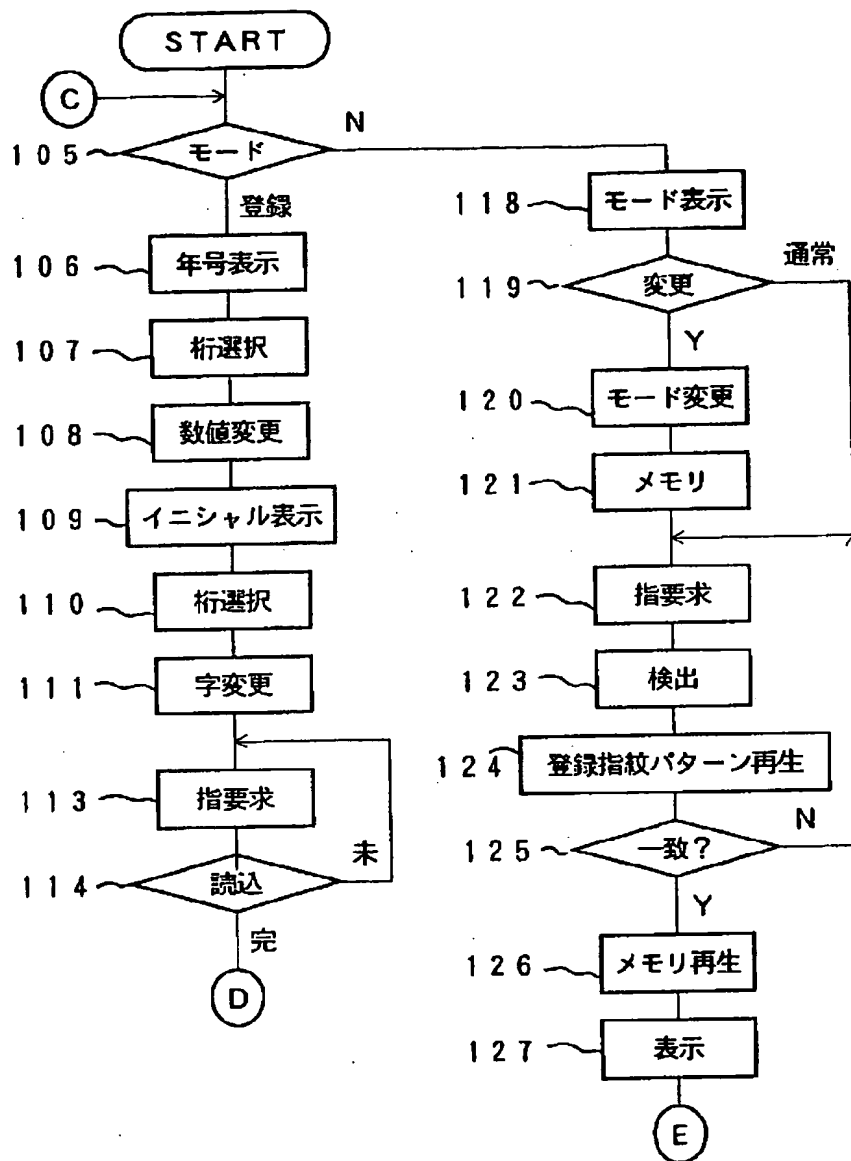 START
C
105
モード
N
登録
106
年号表示
107
桁選択
108
数値変更
109
イニシャル表示
110
桁選択
111
字変更
113
指要求
114
読込
未
完
D
118
モード表示
119
変更
通常
Y
120
モード変更
121
メモリ
122
指要求
123
検出
124
登録指紋パターン再生
125
一致?
N
Y
126
メモリ再生
127
表示
E